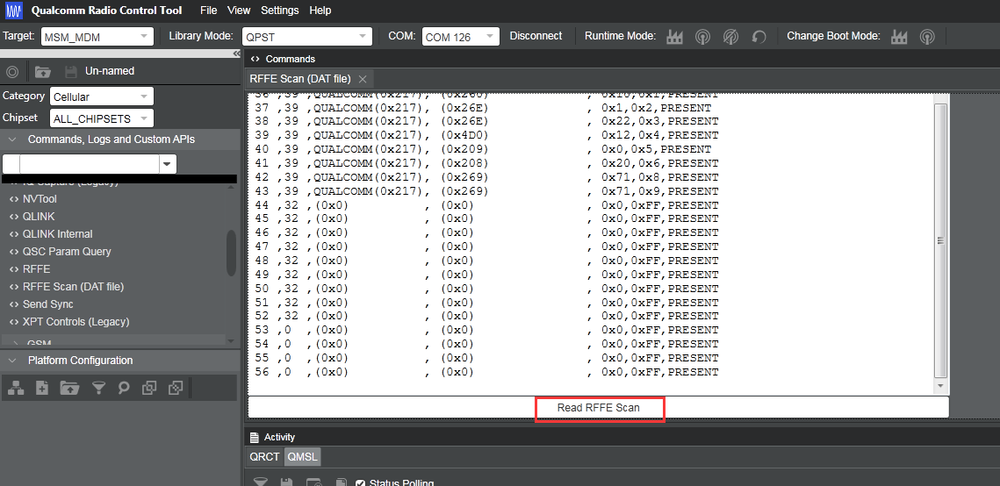 Qualcomm Radio Control Tool File View Settings Help
Target: MSM_MDM Library Mode: QPST COM: COM 126 Disconnect Runtime Mode: Change Boot Mode:
Un-named
Category Cellular
Chipset ALL_CHIPSETS
Commands, Logs and Custom APIs
IQ Capture (Legacy)
NVTool
QLINK
QLINK Internal
QSC Param Query
RFFE
RFFE Scan (DAT file)
Send Sync
XPT Controls (Legacy)
GSM
Platform Configuration
Commands
RFFE Scan (DAT file)
36 ,39 ,QUALCOMM(0x217), (0x260) , 0x10,0x1,PRESENT
37 ,39 ,QUALCOMM(0x217), (0x26E) , 0x1,0x2,PRESENT
38 ,39 ,QUALCOMM(0x217), (0x26E) , 0x22,0x3,PRESENT
39 ,39 ,QUALCOMM(0x217), (0x4D0) , 0x12,0x4,PRESENT
40 ,39 ,QUALCOMM(0x217), (0x209) , 0x0,0x5,PRESENT
41 ,39 ,QUALCOMM(0x217), (0x208) , 0x20,0x6,PRESENT
42 ,39 ,QUALCOMM(0x217), (0x269) , 0x71,0x8,PRESENT
43 ,39 ,QUALCOMM(0x217), (0x269) , 0x71,0x9,PRESENT
44 ,32 ,(0x0) , (0x0) , 0x0,0xFF,PRESENT
45 ,32 ,(0x0) , (0x0) , 0x0,0xFF,PRESENT
46 ,32 ,(0x0) , (0x0) , 0x0,0xFF,PRESENT
47 ,32 ,(0x0) , (0x0) , 0x0,0xFF,PRESENT
48 ,32 ,(0x0) , (0x0) , 0x0,0xFF,PRESENT
49 ,32 ,(0x0) , (0x0) , 0x0,0xFF,PRESENT
50 ,32 ,(0x0) , (0x0) , 0x0,0xFF,PRESENT
51 ,32 ,(0x0) , (0x0) , 0x0,0xFF,PRESENT
52 ,32 ,(0x0) , (0x0) , 0x0,0xFF,PRESENT
53 ,0 ,(0x0) , (0x0) , 0x0,0xFF,PRESENT
54 ,0 ,(0x0) , (0x0) , 0x0,0xFF,PRESENT
55 ,0 ,(0x0) , (0x0) , 0x0,0xFF,PRESENT
56 ,0 ,(0x0) , (0x0) , 0x0,0xFF,PRESENT
Read RFFE Scan
Activity
QRCT QMSL
Status Polling